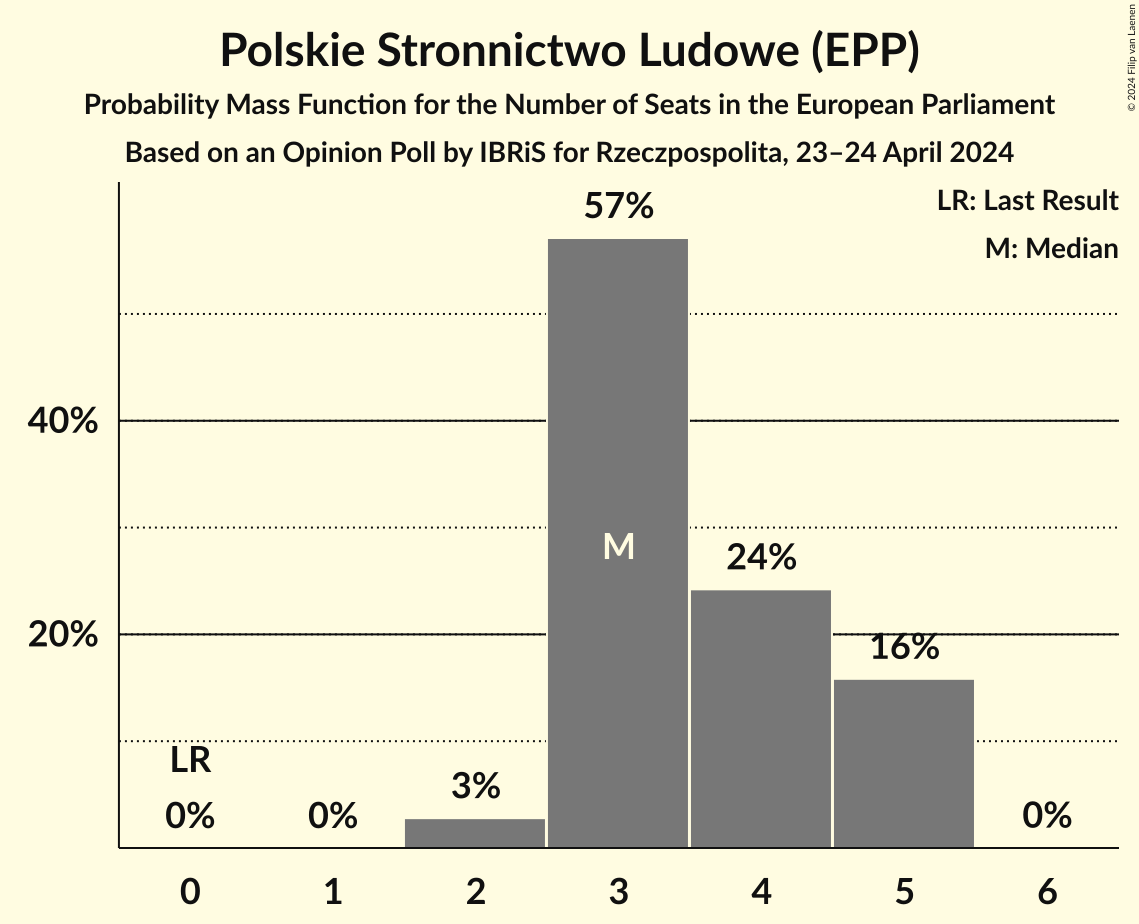 Polskie Stronnictwo Ludowe (EPP)
Probability Mass Function for the Number of Seats in the European Parliament
Based on an Opinion Poll by IBRiS for Rzeczpospolita, 23–24 April 2024
© 2024 Filip van Laenen
LR: Last Result
M: Median
57%
40%
M
24%
20%
16%
LR
3%
0%
0%
0%
0 1 2 3 4 5 6